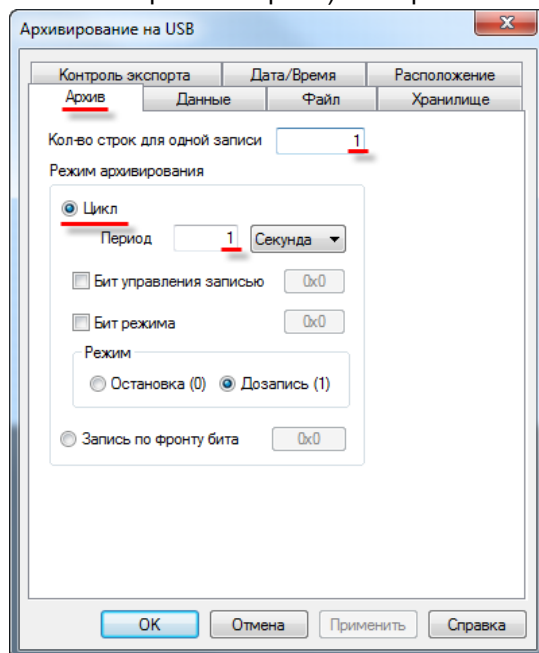 Архивирование на USB
Контроль экспорта Дата/Время Расположение
Архив Данные Файл Хранилище
Кол-во строк для одной записи 1
Режим архивирования
Цикл
Период 1 Секунда
Бит управления записью 0x0
Бит режима 0x0
Режим
Остановка (0) Дозапись (1)
Запись по фронту бита 0x0
OK Отмена Применить Справка